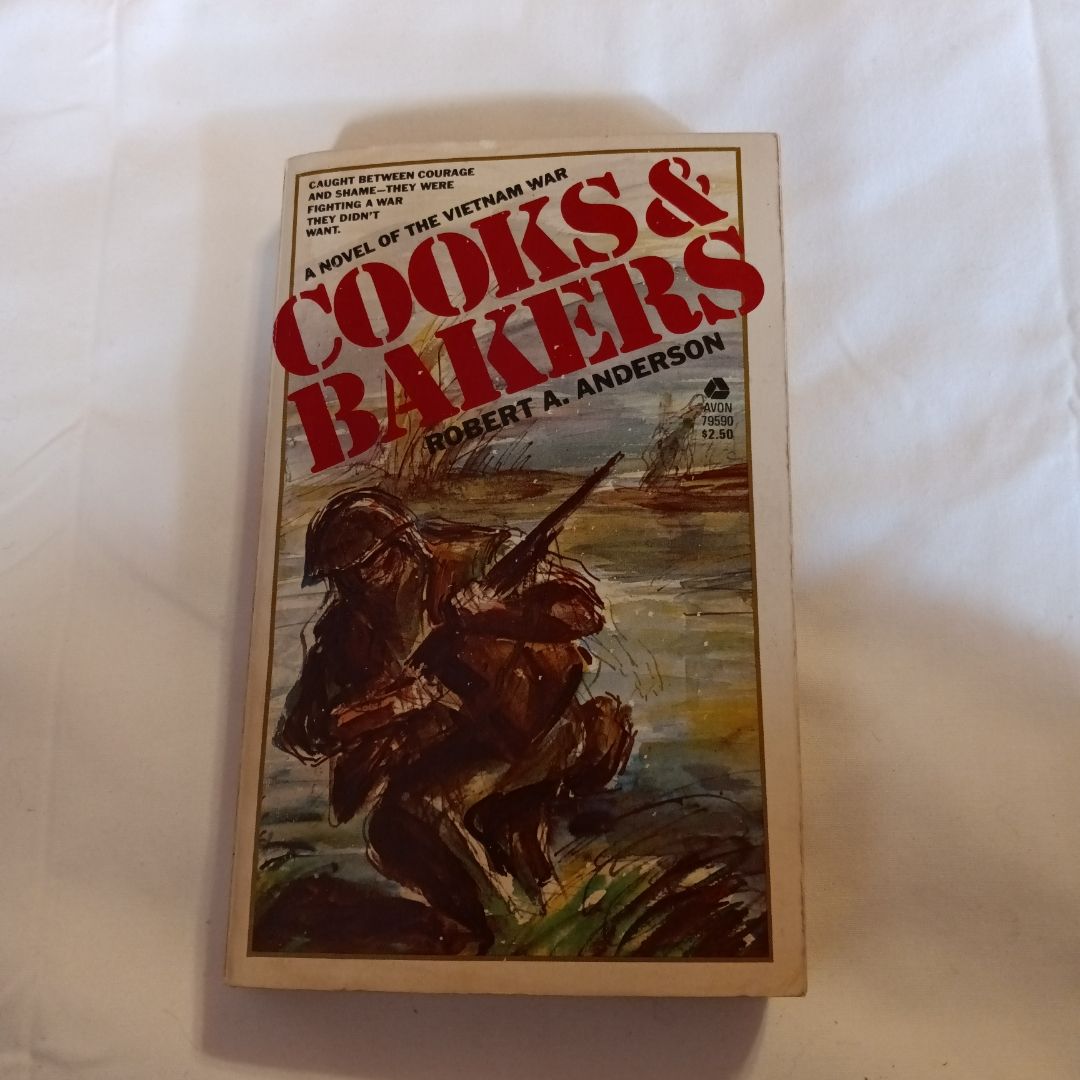 CAUGHT BETWEEN COURAGE
AND SHAME—THEY WERE
FIGHTING A WAR
THEY DIDN'T
WANT.
A NOVEL OF THE VIETNAM WAR
COOKS &
BAKERS
ROBERT A. ANDERSON
AVON
79590
$2.50